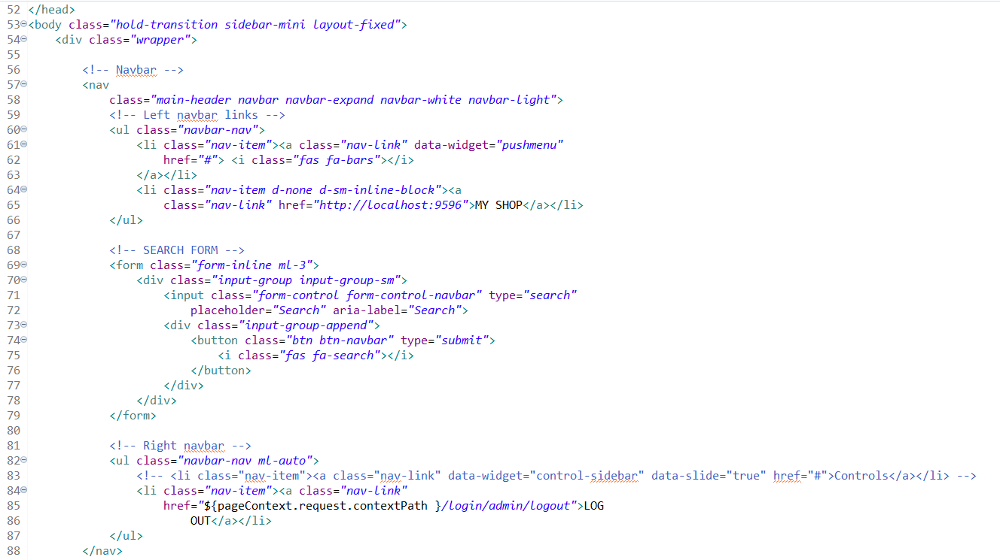 52 </head>
53 <body class="hold-transition sidebar-mini layout-fixed">
54     <div class="wrapper">
55
56         <!-- Navbar -->
57         <nav
58             class="main-header navbar navbar-expand navbar-white navbar-light">
59             <!-- Left navbar links -->
60             <ul class="navbar-nav">
61                 <li class="nav-item"><a class="nav-link" data-widget="pushmenu"
62                     href="#"> <i class="fas fa-bars"></i>
63                 </a></li>
64                 <li class="nav-item d-none d-sm-inline-block"><a
65                     class="nav-link" href="http://localhost:9596">MY SHOP</a></li>
66             </ul>
67
68             <!-- SEARCH FORM -->
69             <form class="form-inline ml-3">
70                 <div class="input-group input-group-sm">
71                     <input class="form-control form-control-navbar" type="search"
72                         placeholder="Search" aria-label="Search">
73                     <div class="input-group-append">
74                         <button class="btn btn-navbar" type="submit">
75                             <i class="fas fa-search"></i>
76                         </button>
77                     </div>
78                 </div>
79             </form>
80
81             <!-- Right navbar -->
82             <ul class="navbar-nav ml-auto">
83                 <!-- <li class="nav-item"><a class="nav-link" data-widget="control-sidebar" data-slide="true" href="#">Controls</a></li> -->
84                 <li class="nav-item"><a class="nav-link"
85                     href="${pageContext.request.contextPath }/login/admin/logout">LOG
86                         OUT</a></li>
87             </ul>
88         </nav>